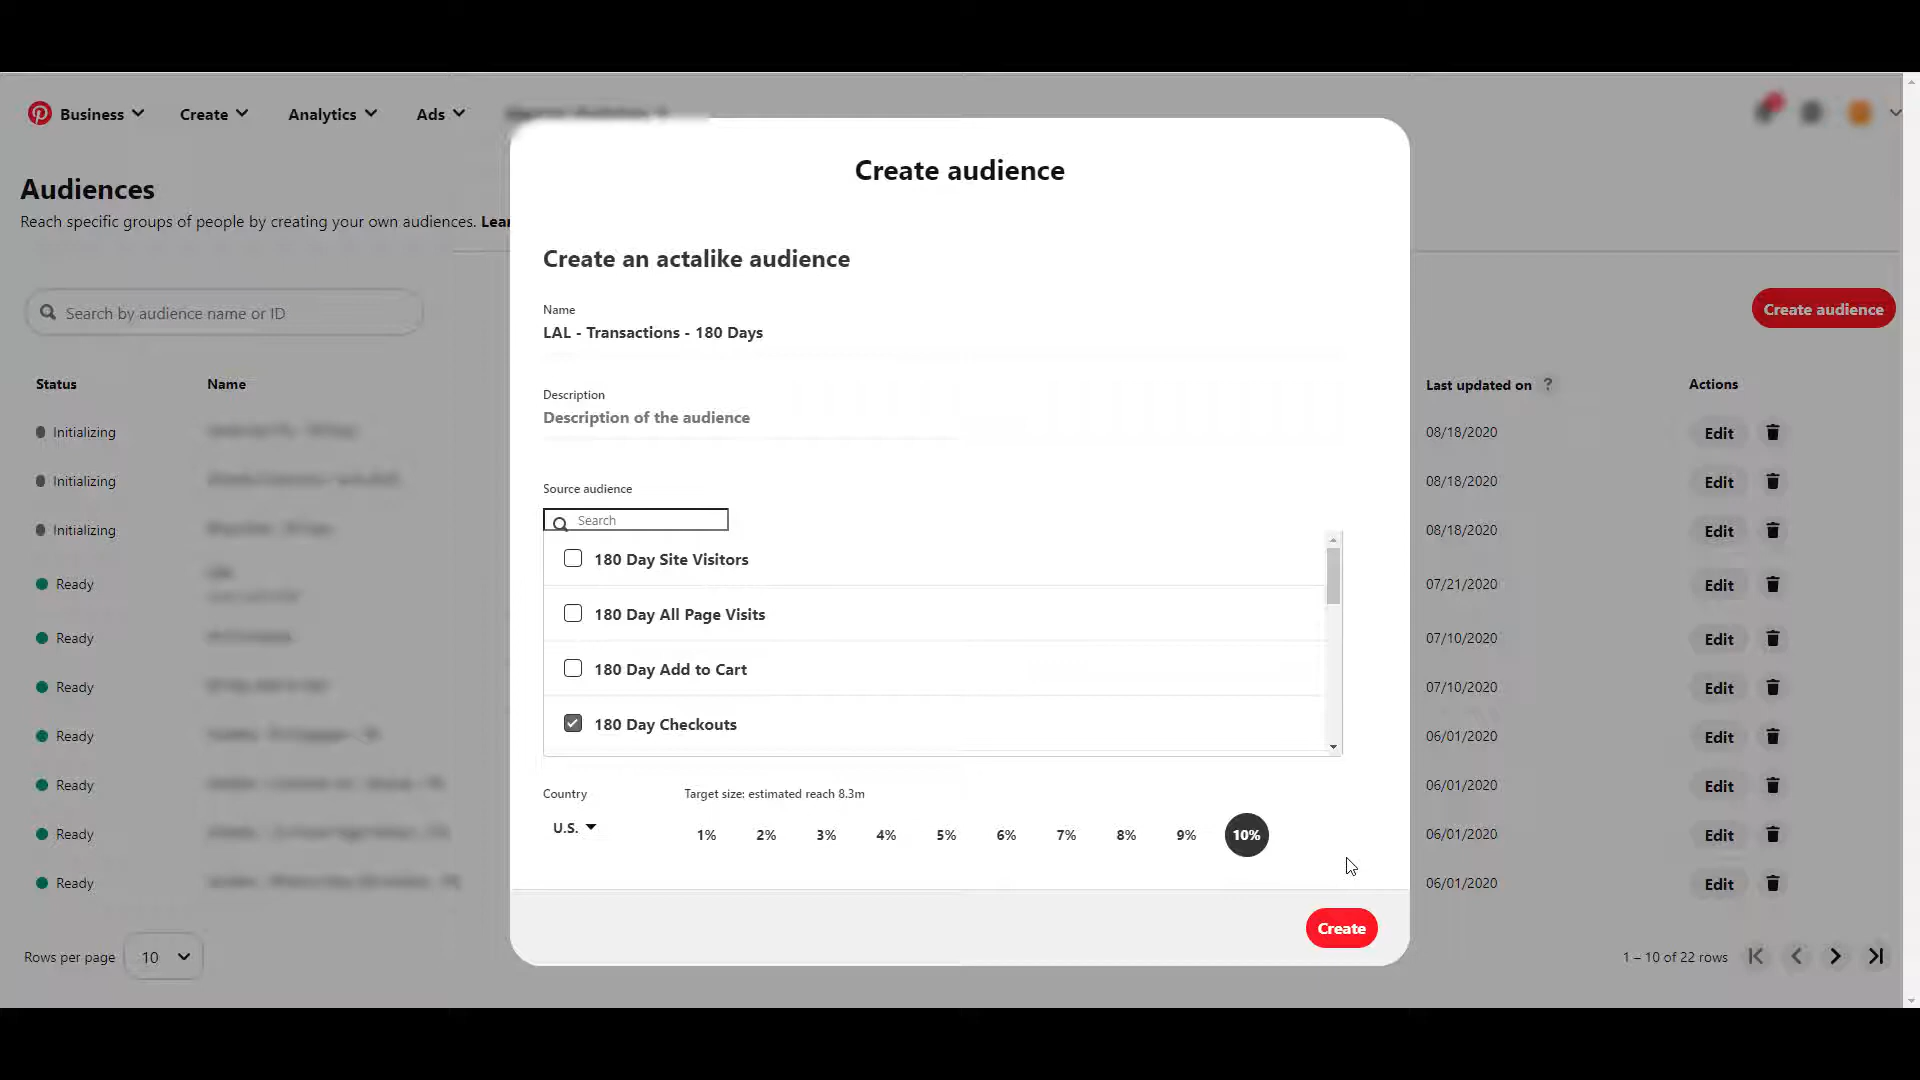 Business
Create
Analytics
Ads
Create audience
Audiences
Reach specific groups of people by creating your own audiences. Lear
Create an actalike audience
Search by audience name or ID
Create audience
Name
LAL - Transactions - 180 Days
Status
Name
Last updated on ?
Actions
Description
Description of the audience
Initializing
08/18/2020
Edit
Initializing
08/18/2020
Edit
Source audience
Search
Initializing
08/18/2020
Edit
180 Day Site Visitors
Ready
07/21/2020
Edit
180 Day All Page Visits
Ready
07/10/2020
Edit
180 Day Add to Cart
Ready
07/10/2020
Edit
180 Day Checkouts
Ready
06/01/2020
Edit
Ready
06/01/2020
Edit
Country
Target size: estimated reach 8.3m
U.S.
1% 2% 3% 4% 5% 6% 7% 8% 9% 10%
Ready
06/01/2020
Edit
Ready
06/01/2020
Edit
Create
Rows per page
10
1 – 10 of 22 rows